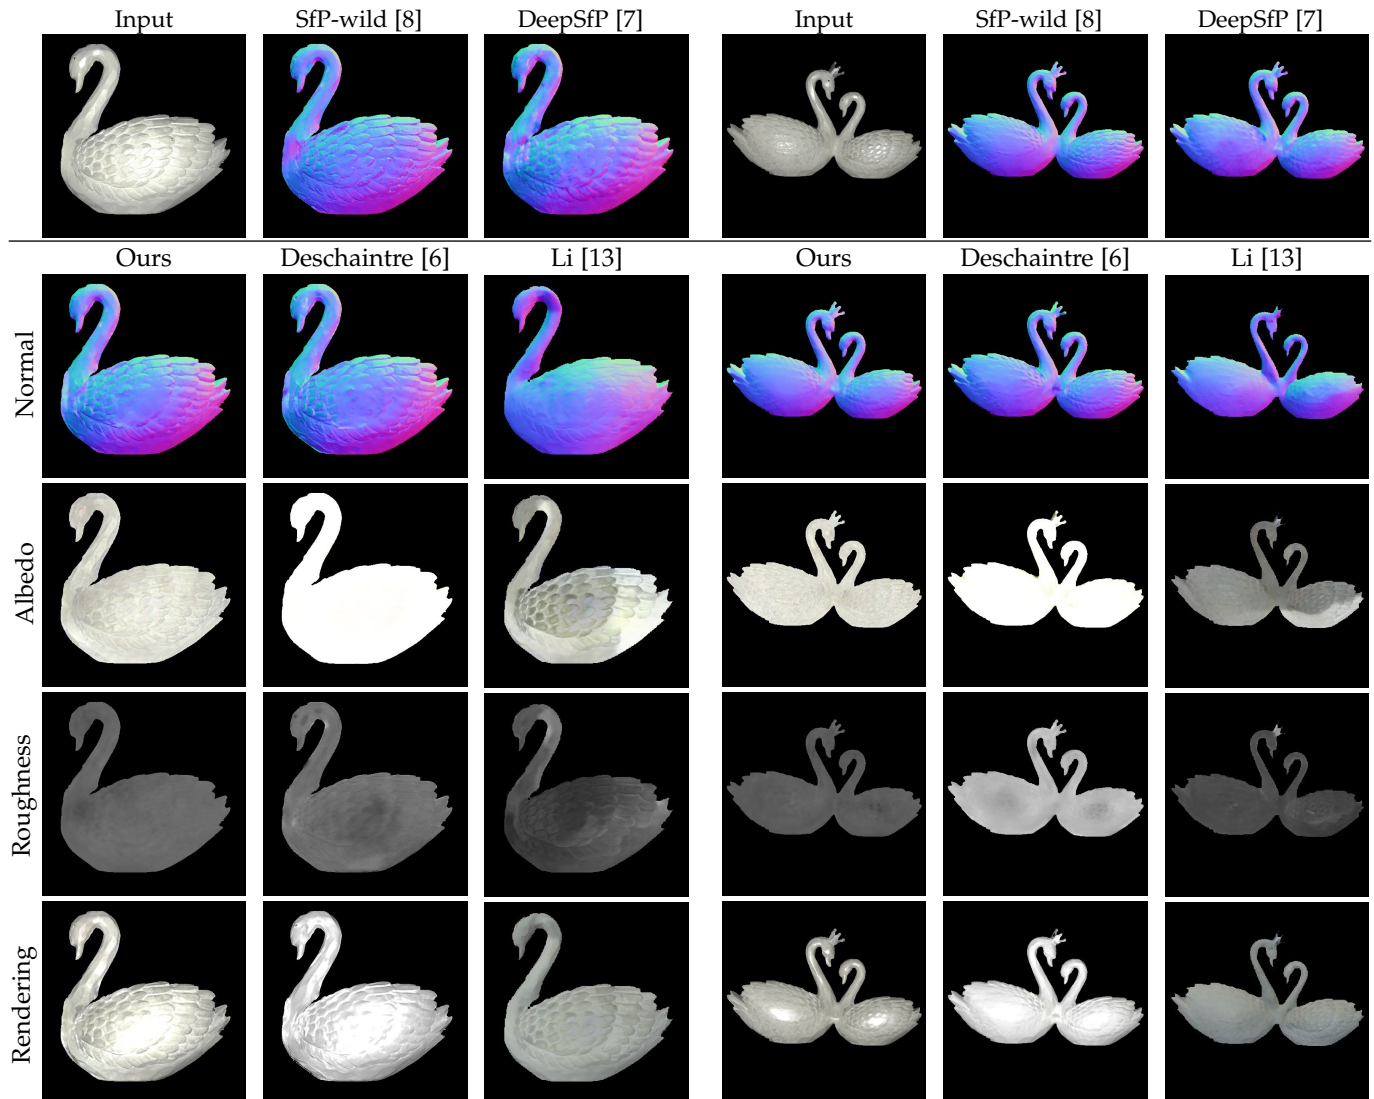 Input SfP-wild [8] DeepSfP [7] Input SfP-wild [8] DeepSfP [7]
Ours Deschaintre [6] Li [13] Ours Deschaintre [6] Li [13]
Normal
Albedo
Roughness
Rendering